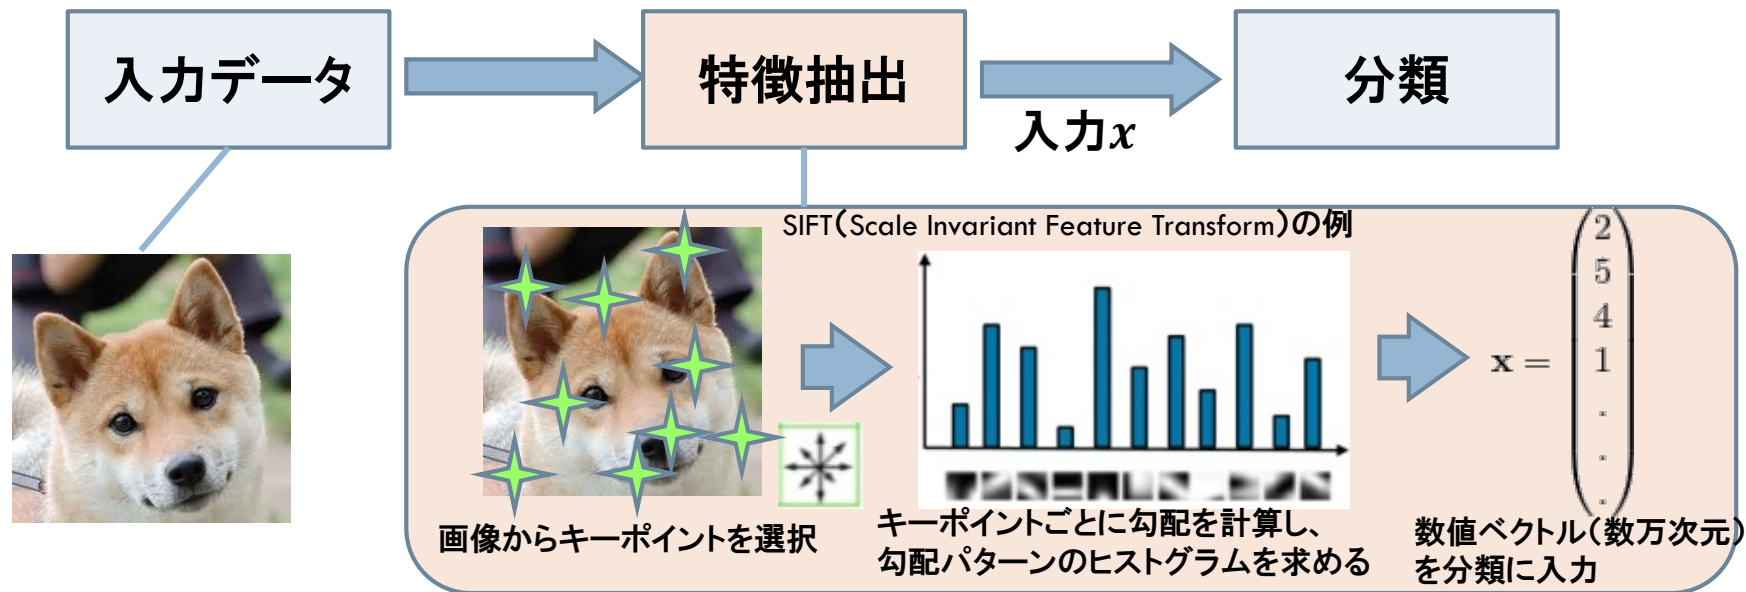 入力データ
特徴抽出
分類
入力x
SIFT(Scale Invariant Feature Transform)の例
2
5
4
1
.
.
.
x =
画像からキーポイントを選択
キーポイントごとに勾配を計算し、
勾配パターンのヒストグラムを求める
数値ベクトル(数万次元)
を分類に入力